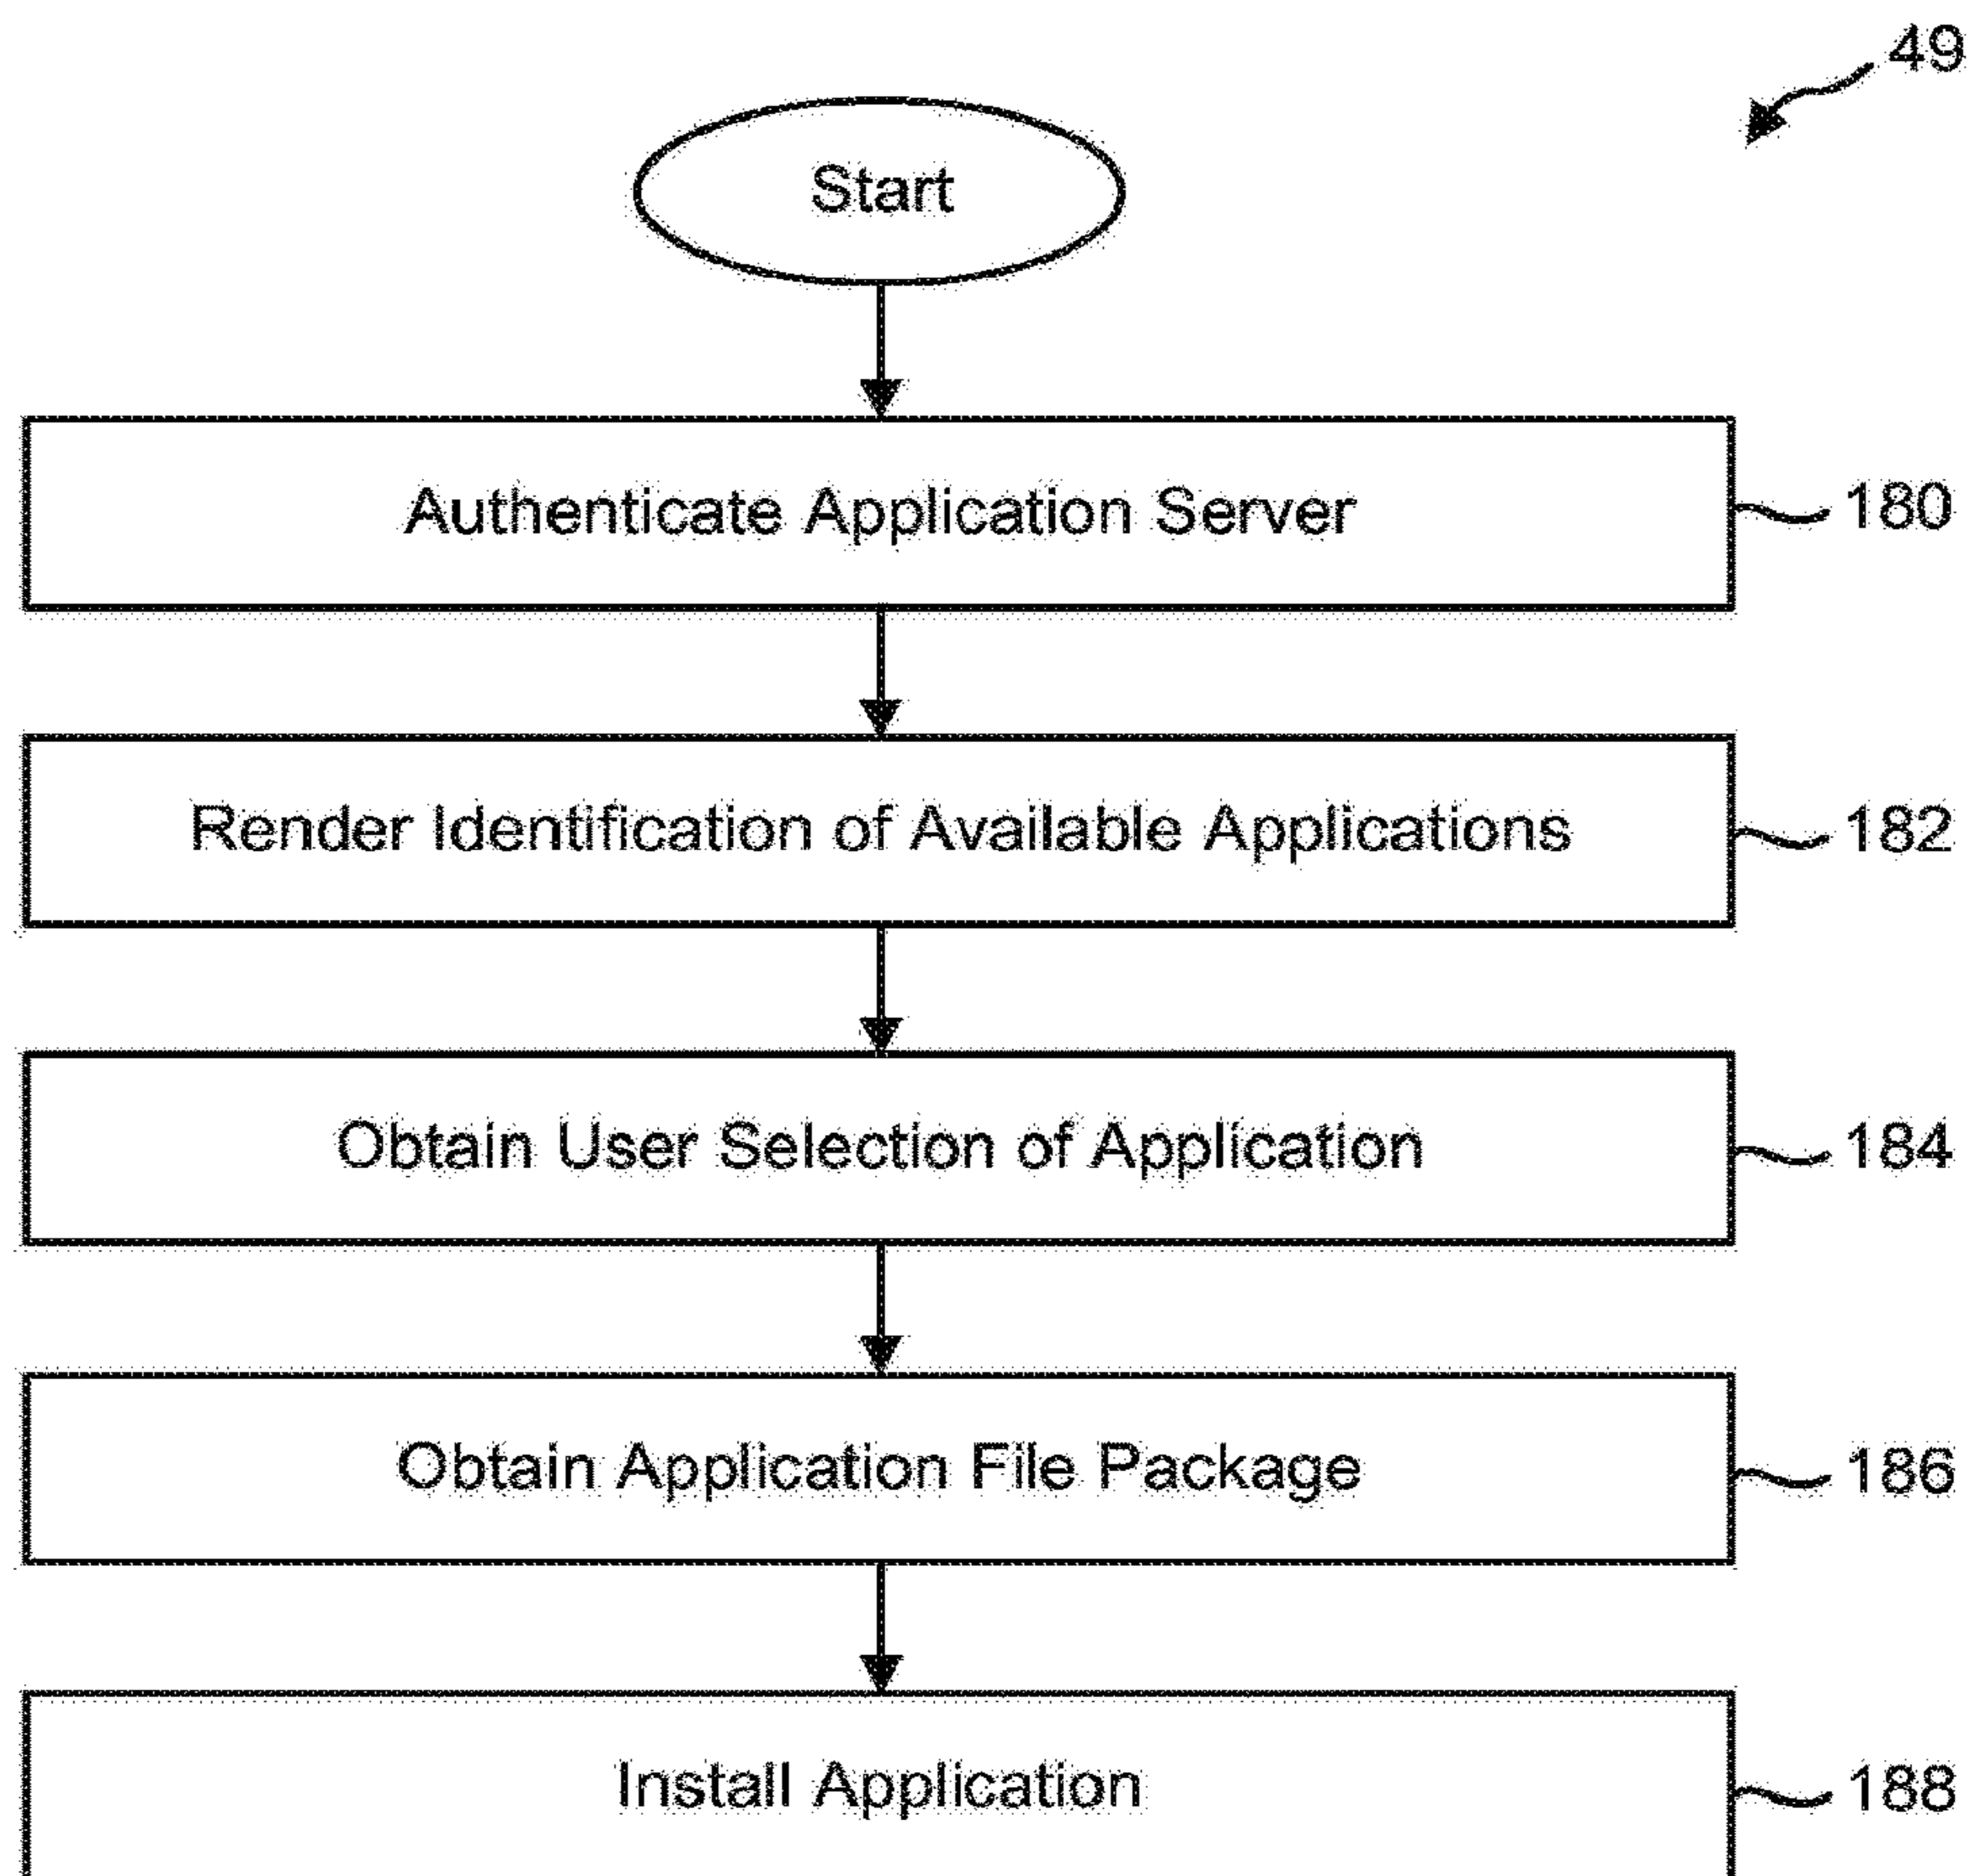 49
Start
Authenticate Application Server
180
Render Identification of Available Applications
182
Obtain User Selection of Application
184
Obtain Application File Package
186
Install Application
188